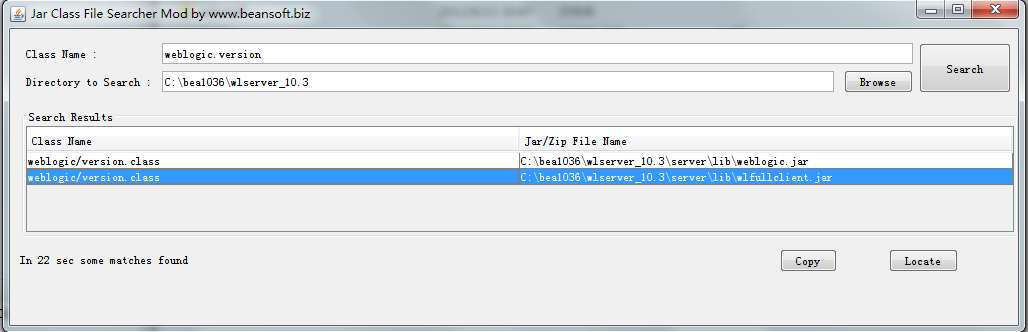 Jar Class File Searcher Mod by www.beansoft.biz
Class Name : weblogic.version
Search
Directory to Search : C:\bea1036\wlserver_10.3 Browse
Search Results
Class Name Jar/Zip File Name
weblogic/version.class C:\bea1036\wlserver_10.3\server\lib\weblogic.jar
weblogic/version.class C:\bea1036\wlserver_10.3\server\lib\wlfullclient.jar
In 22 sec some matches found Copy Locate